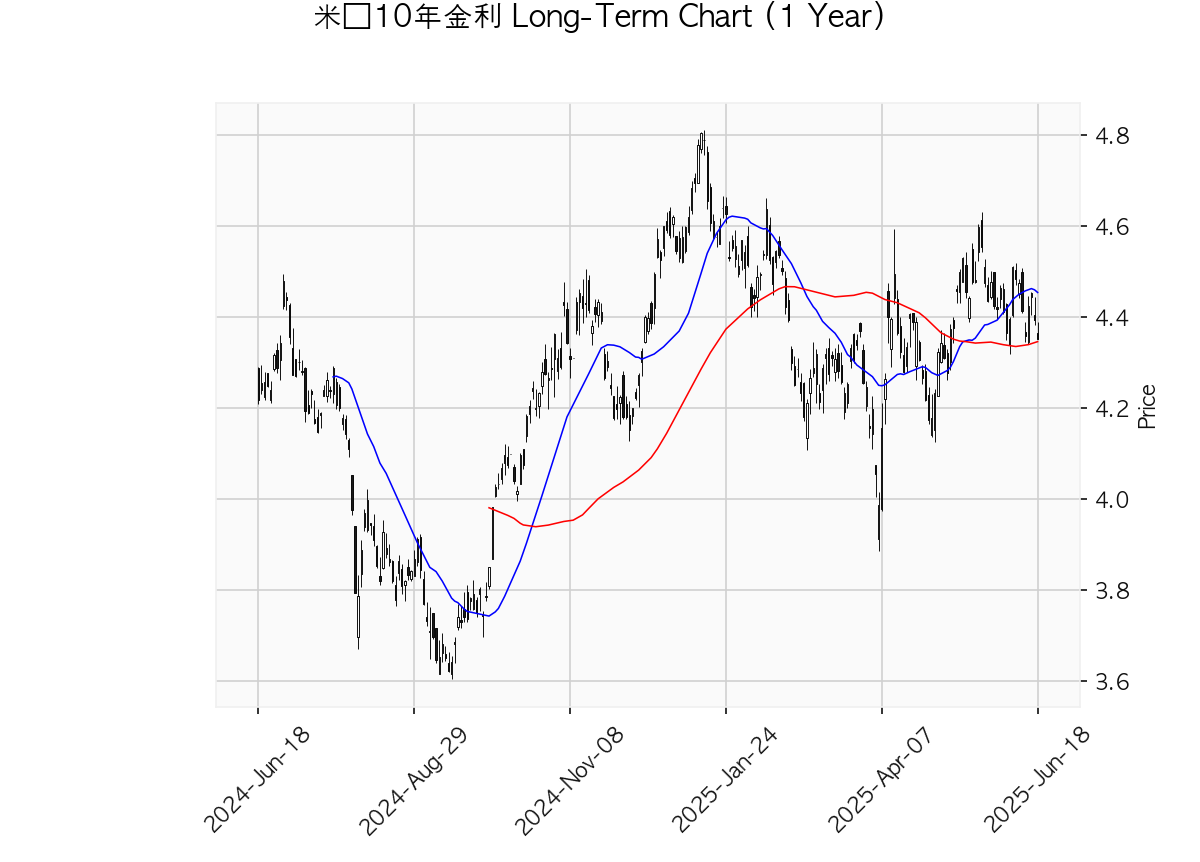 米□10年金利 Long-Term Chart (1 Year)
4.8
4.6
4.4
4.2
4.0
3.8
3.6
Price
2024-Jun-18
2024-Aug-29
2024-Nov-08
2025-Jan-24
2025-Apr-07
2025-Jun-18